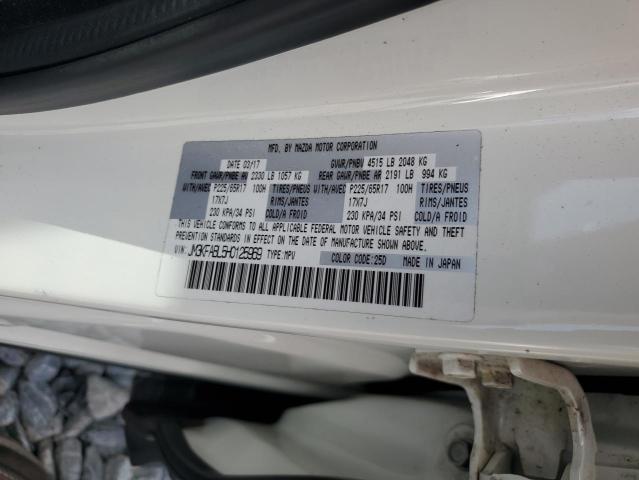 MFD. BY MAZDA MOTOR CORPORATION
DATE 03/17 GVWR/PNBV 4515 LB 2048 KG
FRONT GAWR/PNBE AV 2330 LB 1057 KG REAR GAWR/PNBE AR 2191 LB 994 KG
WITH/AVEC P225/65R17 100H TIRES/PNEUS WITH/AVEC P225/65R17 100H TIRES/PNEUS
17X7J RIMS/JANTES 17X7J RIMS/JANTES
230 KPA/34 PSI COLD/A FROID 230 KPA/34 PSI COLD/A FROID
THIS VEHICLE CONFORMS TO ALL APPLICABLE FEDERAL MOTOR VEHICLE SAFETY, BUMPER AND THEFT
PREVENTION STANDARDS IN EFFECT ON THE DATE OF MANUFACTURE SHOWN ABOVE.
VIN: JM3KFABL5H0125969 TYPE:MPV COLOR CODE:25D MADE IN JAPAN